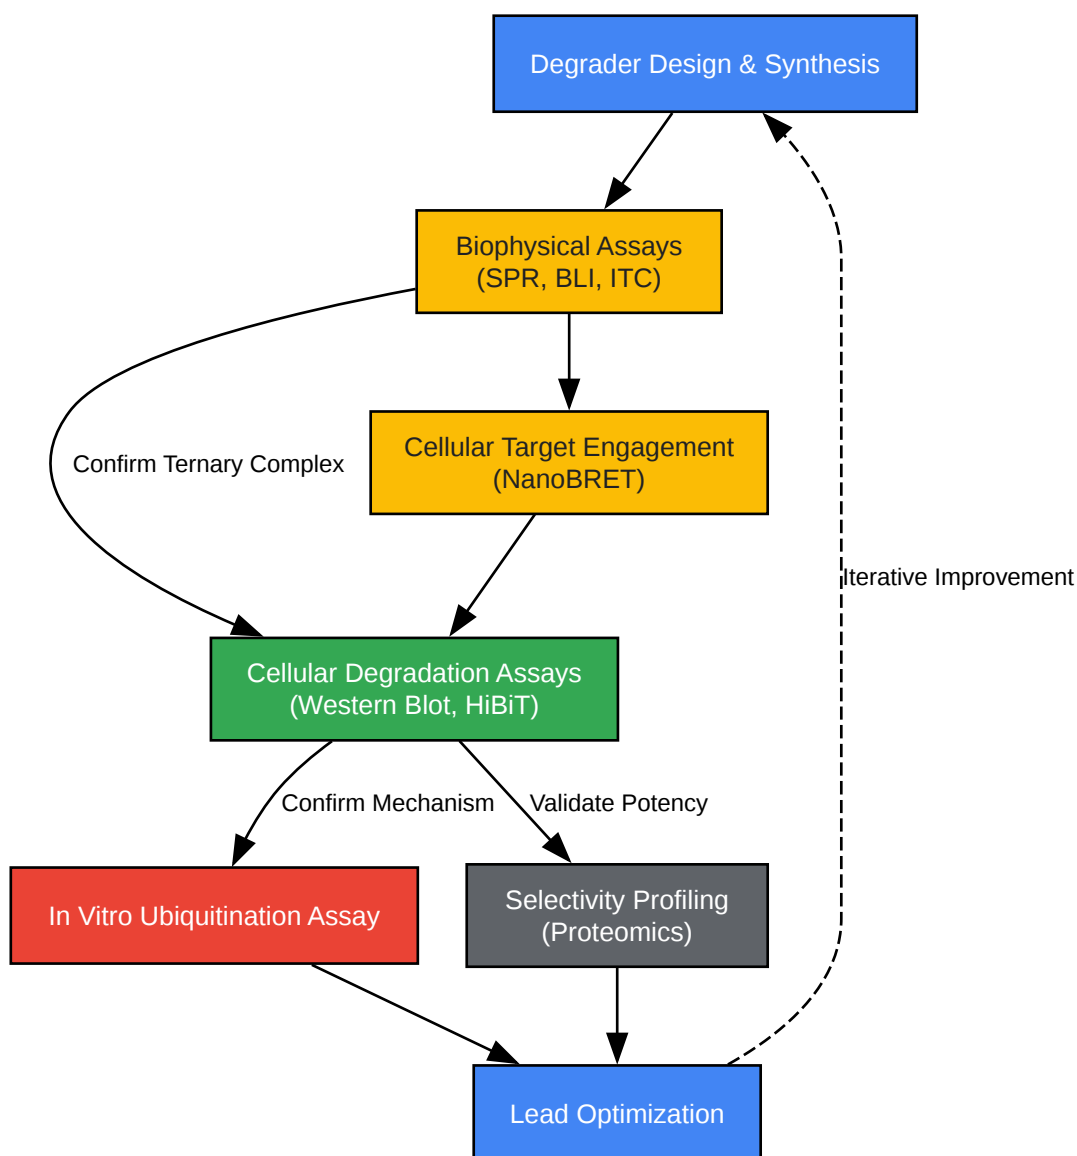 Degrader Design & Synthesis
Biophysical Assays
(SPR, BLI, ITC)
Cellular Target Engagement
(NanoBRET)
Confirm Ternary Complex
Iterative Improvement
Cellular Degradation Assays
(Western Blot, HiBiT)
Confirm Mechanism
Validate Potency
In Vitro Ubiquitination Assay
Selectivity Profiling
(Proteomics)
Lead Optimization